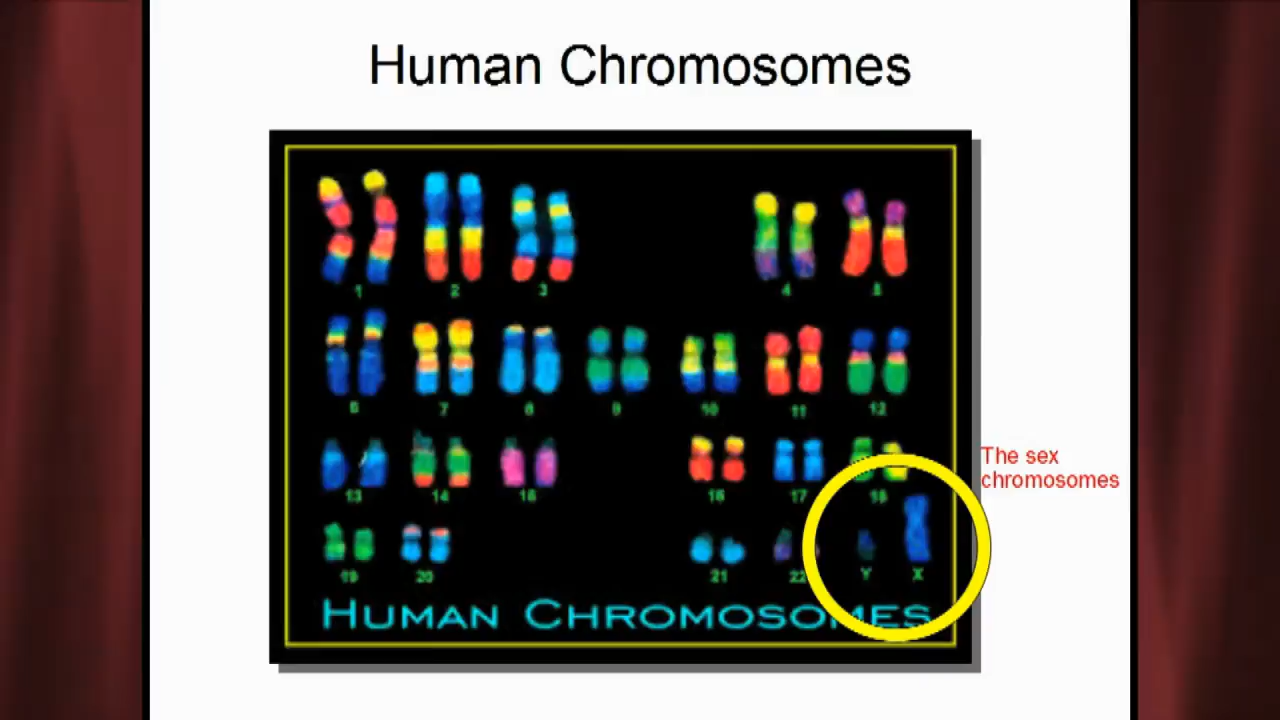 Human Chromosomes
1 2 3 4 5
6 7 8 9 10 11 12
The sex
chromosomes
13 14 15 16 17 18
19 20 21 22 Y X
HUMAN CHROMOSOMES